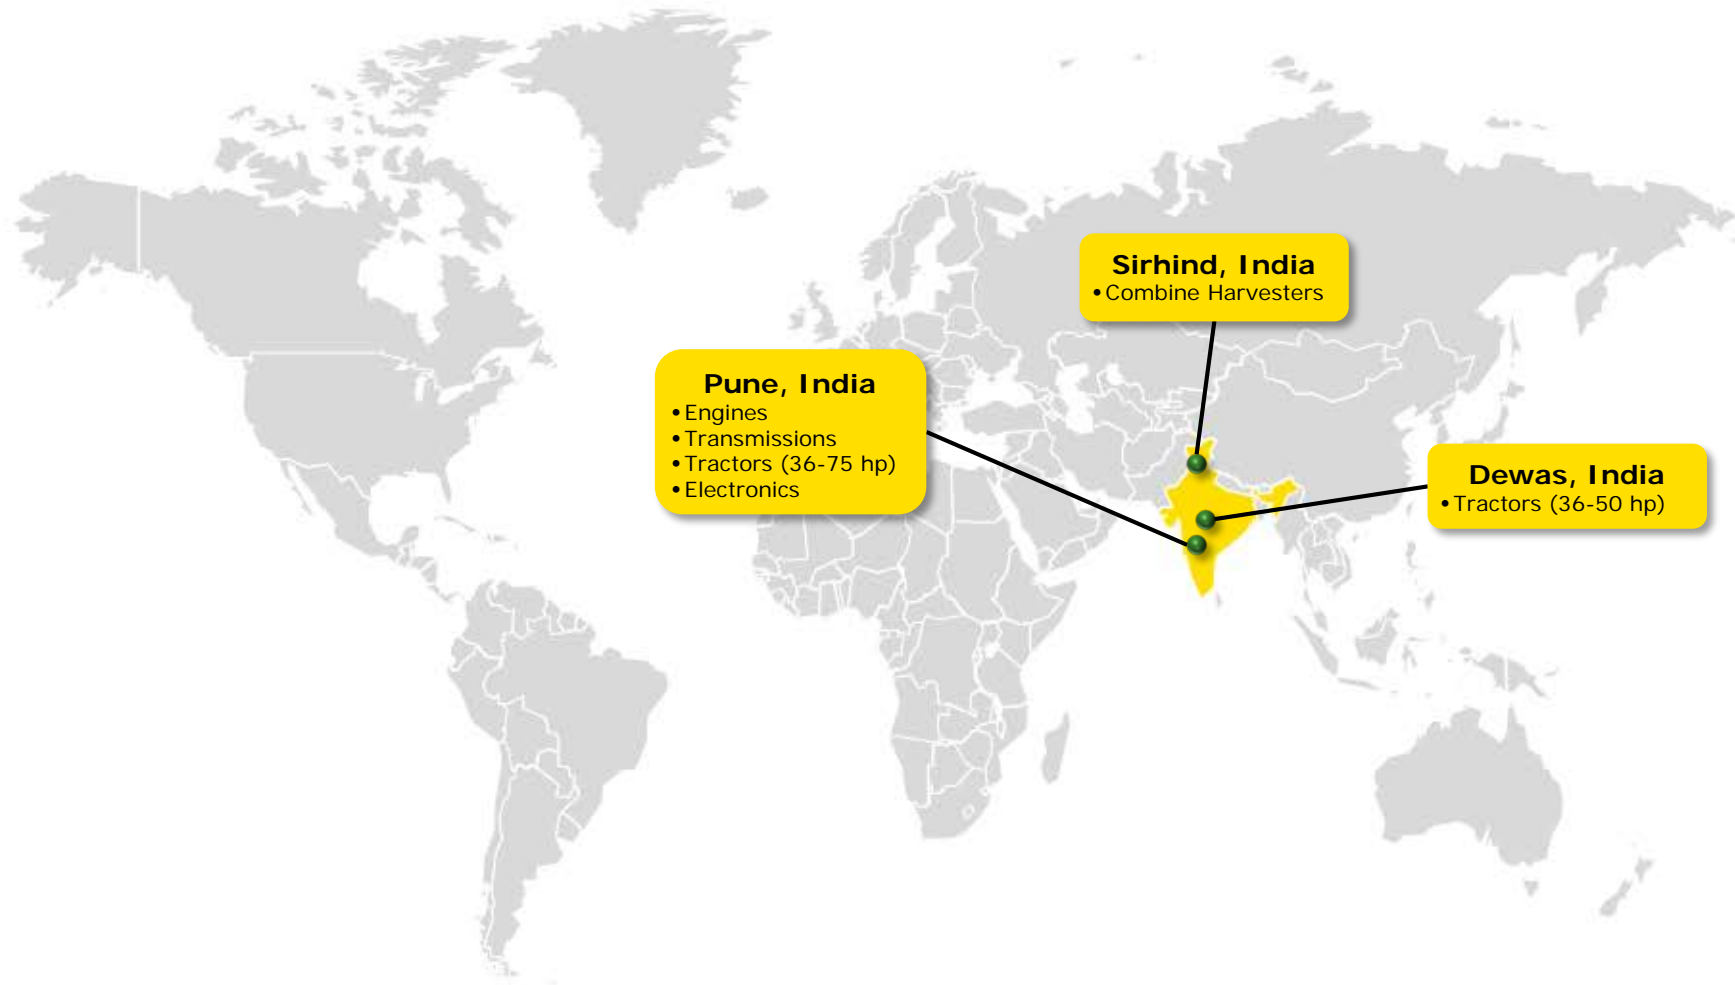 Sirhind, India
•Combine Harvesters
Pune, India
•Engines
•Transmissions
•Tractors (36-75 hp)
•Electronics
Dewas, India
•Tractors (36-50 hp)